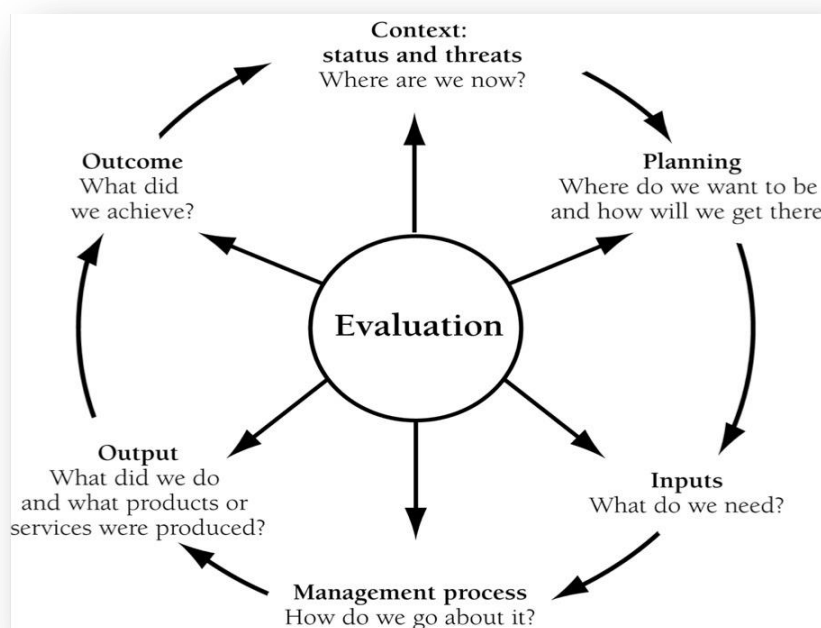 Context:
status and threats
Where are we now?
Planning
Where do we want to be
and how will we get there
Inputs
What do we need?
Management process
How do we go about it?
Output
What did we do
and what products or
services were produced?
Outcome
What did
we achieve?
Evaluation